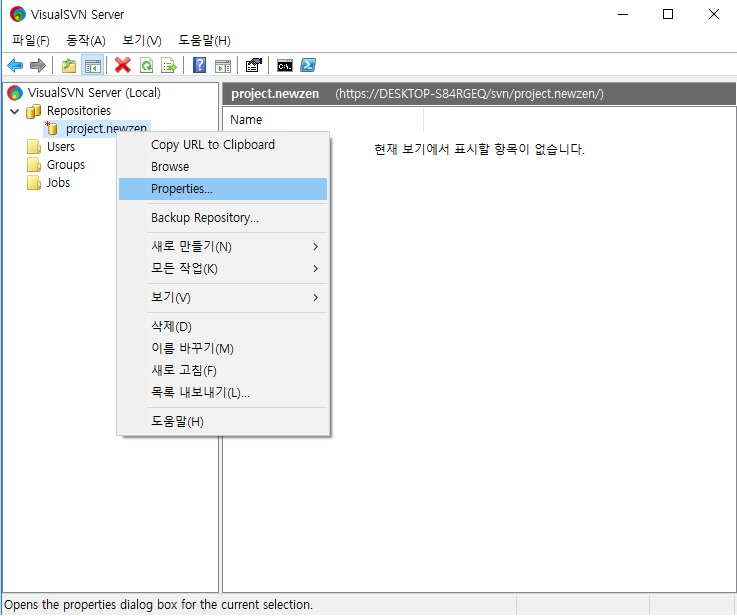 VisualSVN Server
파일(F) 동작(A) 보기(V) 도움말(H)
VisualSVN Server (Local)
Repositories
project.newzen
Users
Groups
Jobs
project.newzen (https://DESKTOP-S84RGEQ/svn/project.newzen/)
Name
현재 보기에서 표시할 항목이 없습니다.
Copy URL to Clipboard
Browse
Properties...
Backup Repository...
새로 만들기(N)
모든 작업(K)
보기(V)
삭제(D)
이름 바꾸기(M)
새로 고침(F)
목록 내보내기(L)...
도움말(H)
Opens the properties dialog box for the current selection.